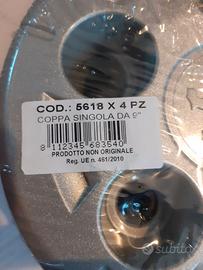 COD.: 5618 X 4 PZ
COPPA SINGOLA DA 9"
8 112345 683540
PRODOTTO NON ORIGINALE
Reg. UE n. 461/2010
subito